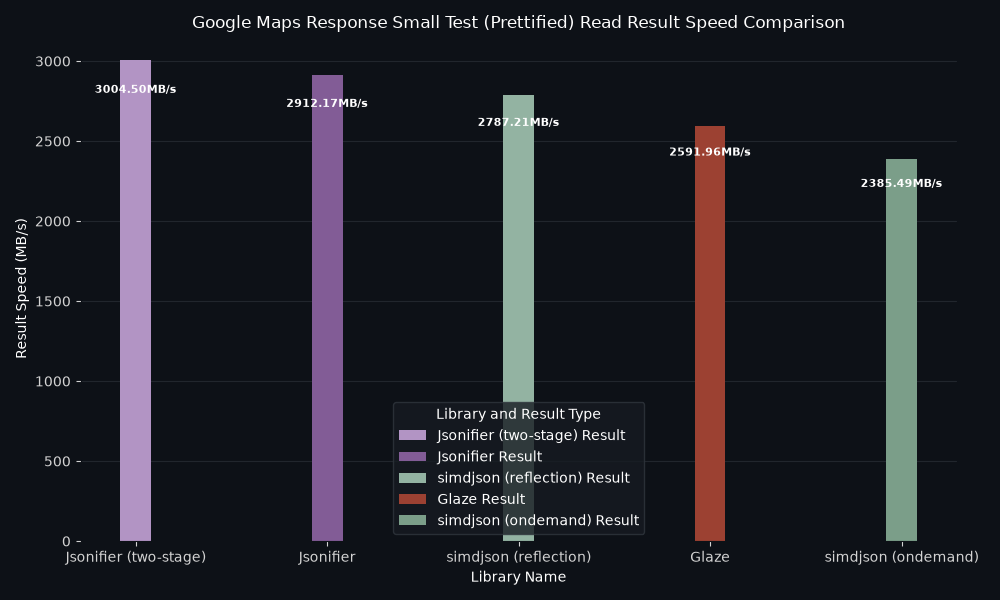 Google Maps Response Small Test (Prettified) Read Result Speed Comparison
3000
2500
2000
1500
1000
500
0
Result Speed (MB/s)
3004.50MB/s
2912.17MB/s
2787.21MB/s
2591.96MB/s
2385.49MB/s
Library and Result Type
Jsonifier (two-stage) Result
Jsonifier Result
simdjson (reflection) Result
Glaze Result
simdjson (ondemand) Result
Jsonifier (two-stage)
Jsonifier
simdjson (reflection)
Glaze
simdjson (ondemand)
Library Name